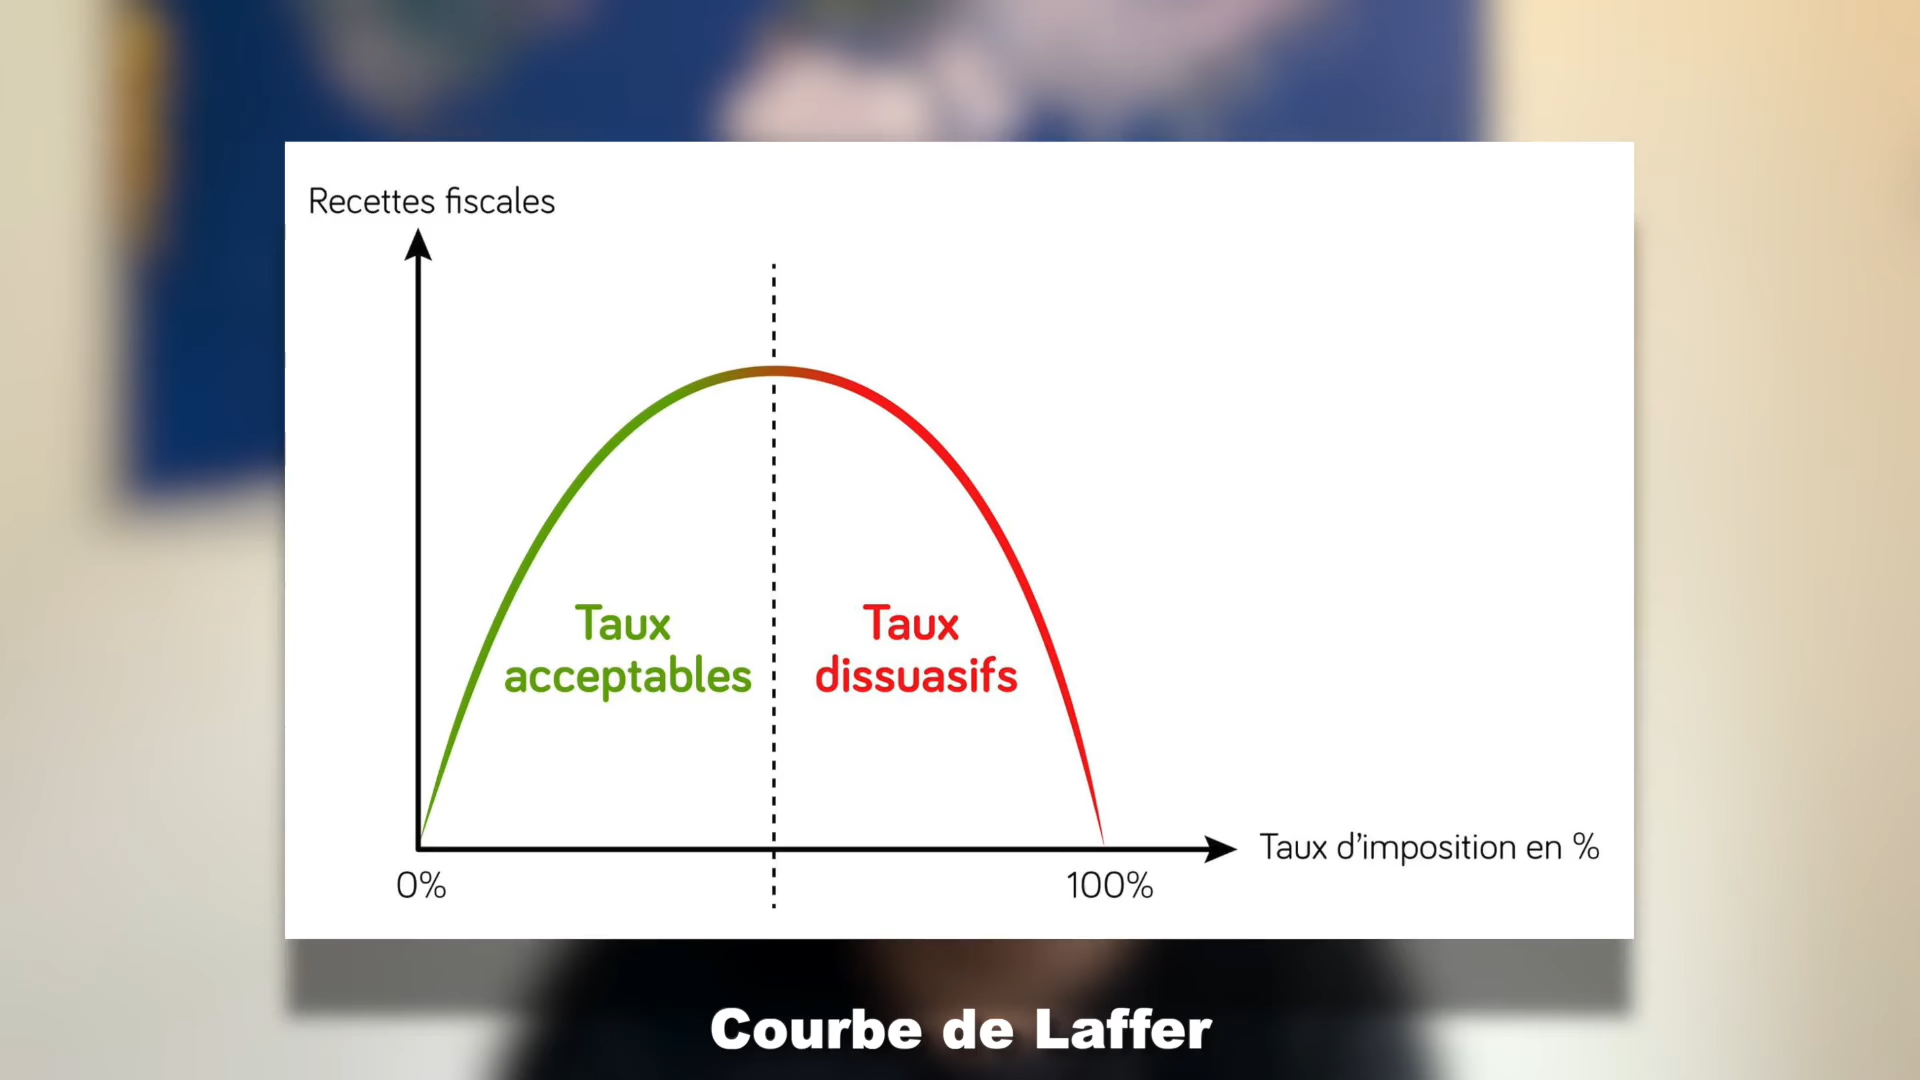 Recettes fiscales
Taux
acceptables
Taux
dissuasifs
Taux d'imposition en %
0%
100%
Courbe de Laffer